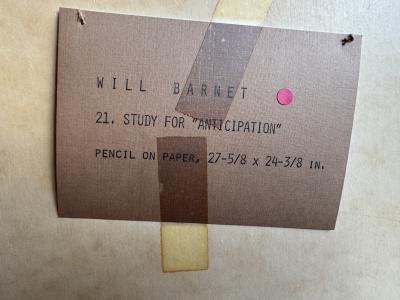 WILL BARNET
21. STUDY FOR "ANTICIPATION"
PENCIL ON PAPER, 27-5/8 x 24-3/8 IN.